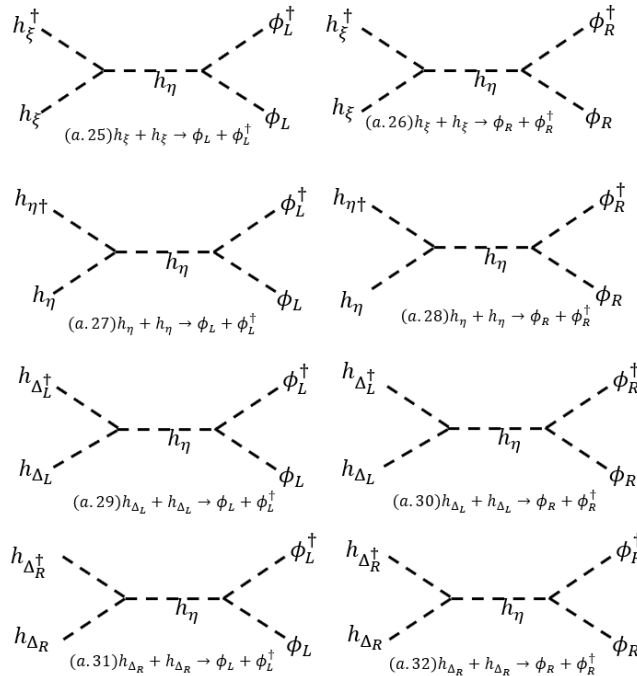 h_ξ^† ϕ_L^† h_ξ^† ϕ_R^†
h_η h_η
h_ξ ϕ_L h_ξ ϕ_R
(a.25)h_ξ + h_ξ → ϕ_L + ϕ_L^† (a.26)h_ξ + h_ξ → ϕ_R + ϕ_R^†
h_η† ϕ_L^† h_η† ϕ_R^†
h_η h_η
h_η ϕ_L h_η ϕ_R
(a.27)h_η + h_η → ϕ_L + ϕ_L^† (a.28)h_η + h_η → ϕ_R + ϕ_R^†
h_{Δ_L^†} ϕ_L^† h_{Δ_L^†} ϕ_R^†
h_η h_η
h_{Δ_L} ϕ_L h_{Δ_L} ϕ_R
(a.29)h_{Δ_L} + h_{Δ_L} → ϕ_L + ϕ_L^† (a.30)h_{Δ_L} + h_{Δ_L} → ϕ_R + ϕ_R^†
h_{Δ_R^†} ϕ_L^† h_{Δ_R^†} ϕ_R^†
h_η h_η
h_{Δ_R} ϕ_L h_{Δ_R} ϕ_R
(a.31)h_{Δ_R} + h_{Δ_R} → ϕ_L + ϕ_L^† (a.32)h_{Δ_R} + h_{Δ_R} → ϕ_R + ϕ_R^†